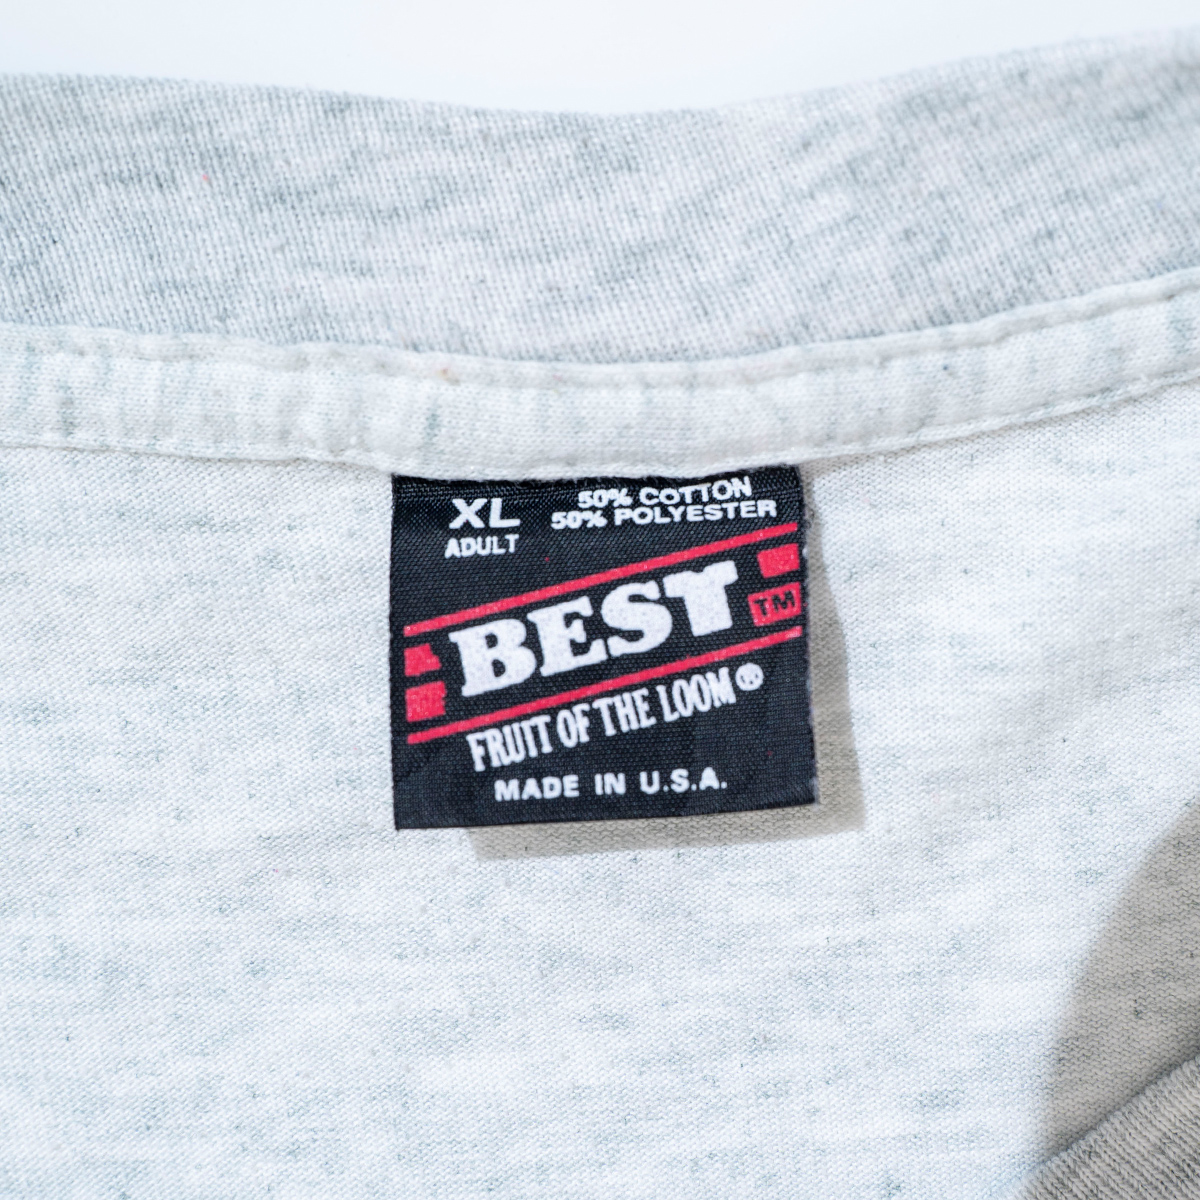 XL
ADULT
50% COTTON
50% POLYESTER
BEST
TM
FRUIT OF THE LOOM®
MADE IN U.S.A.